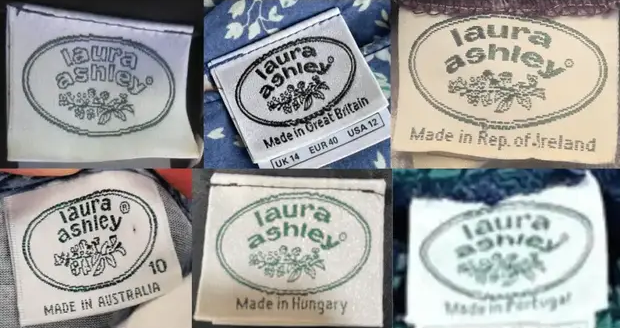 laura
ashley®
laura
ashley®
Made in Great Britain
UK 14 EUR 40 USA 12
laura
ashley®
Made in Rep. of Ireland
laura
ashley®
10
MADE IN AUSTRALIA
laura
ashley®
Made in Hungary
laura
ashley®
Made in Portugal